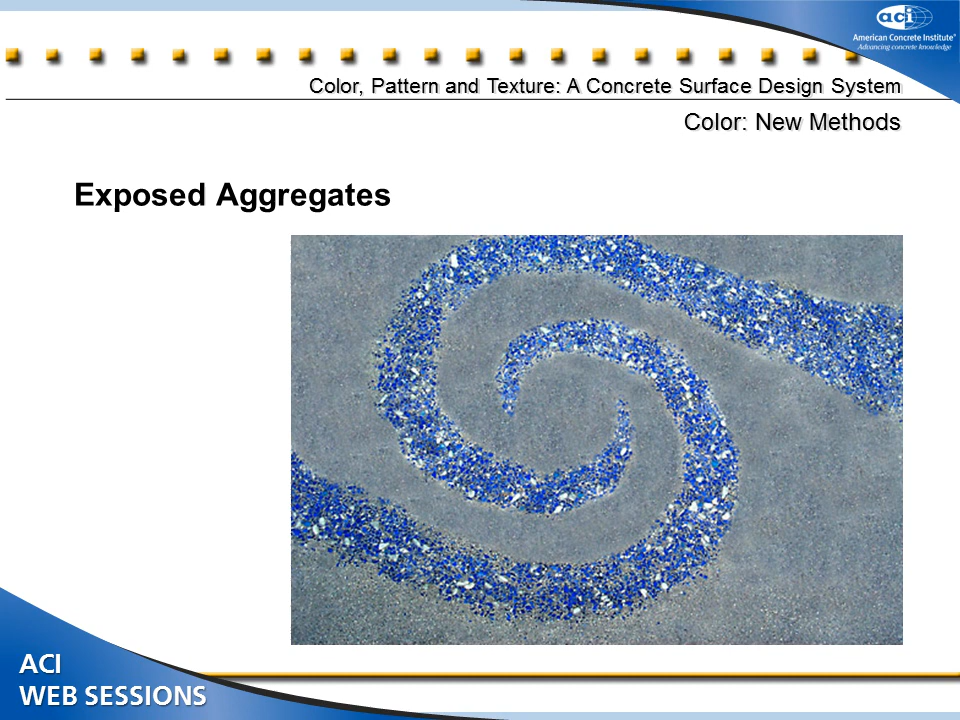 aci
American Concrete Institute®
Advancing concrete knowledge
Color, Pattern and Texture: A Concrete Surface Design System
Color: New Methods
Exposed Aggregates
ACI
WEB SESSIONS